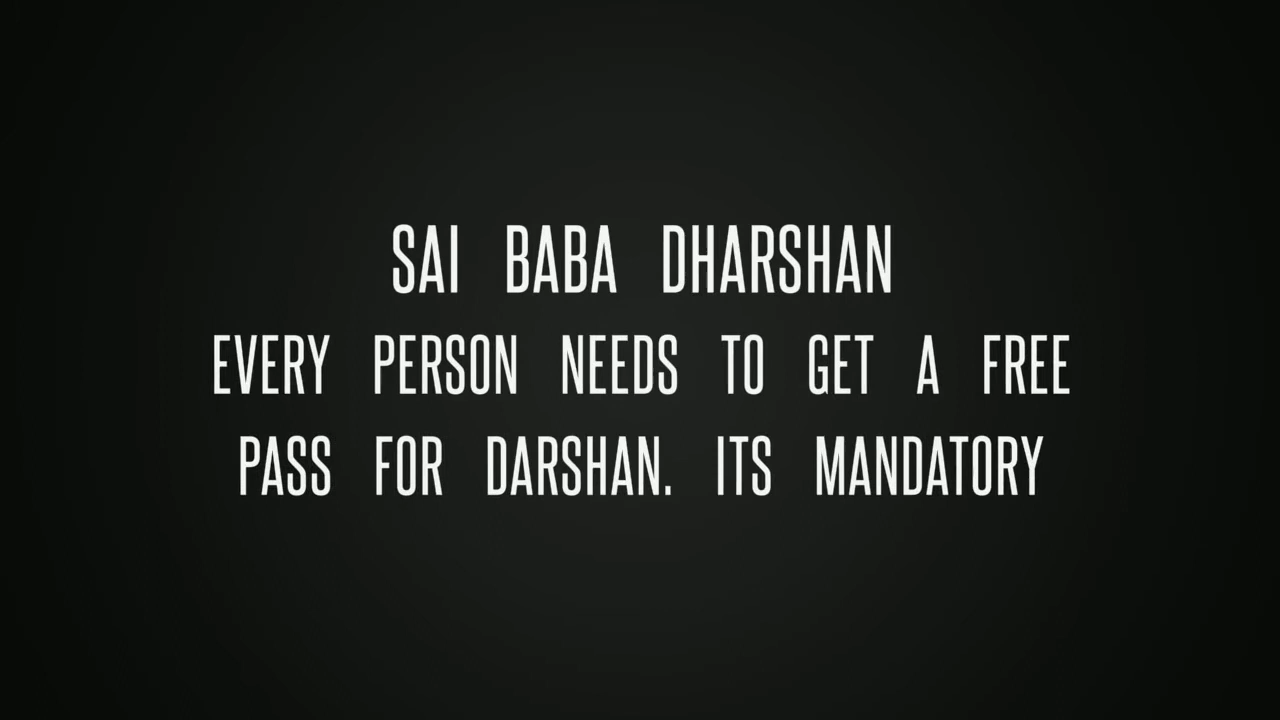 SAI BABA DHARSHAN
EVERY PERSON NEEDS TO GET A FREE
PASS FOR DARSHAN. ITS MANDATORY